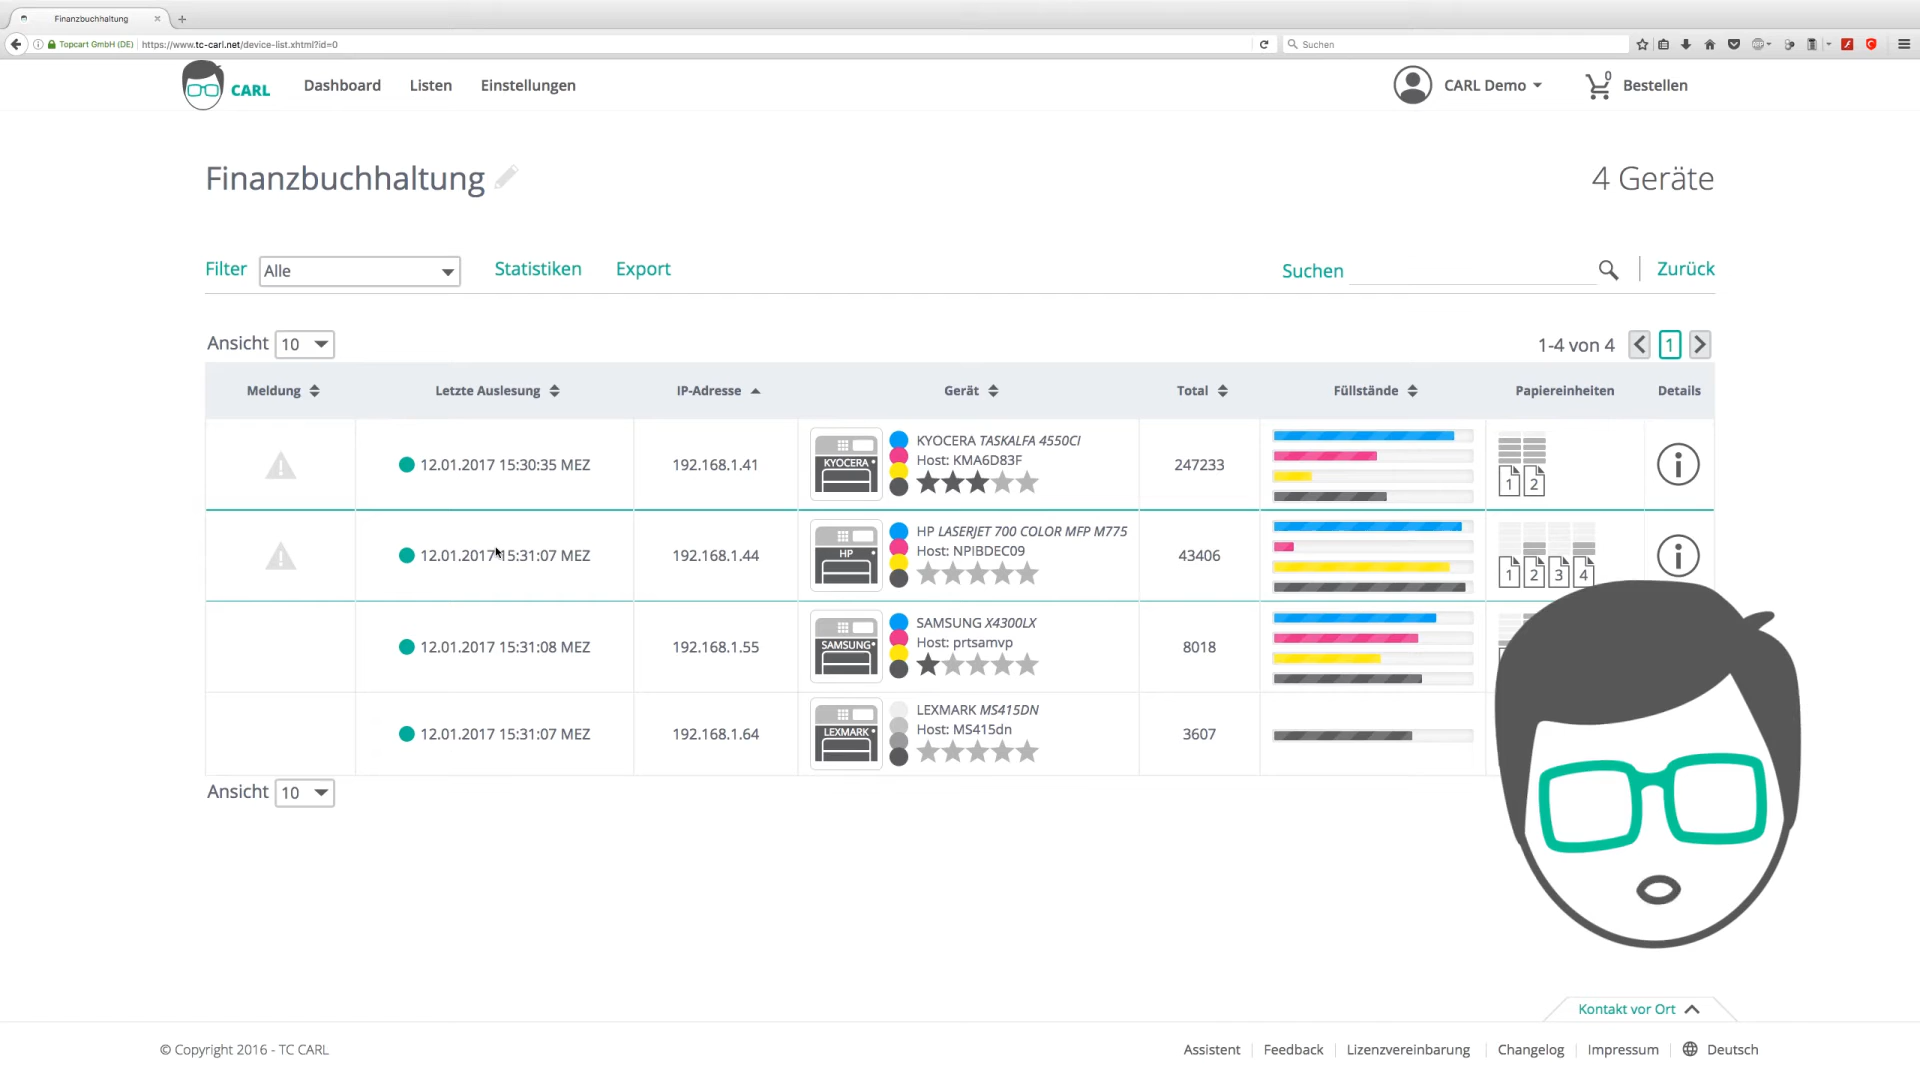 Finanzbuchhaltung
Topcart GmbH (DE) https://www.tc-carl.net/device-list.xhtml?id=0
Suchen
CARL Dashboard Listen Einstellungen
CARL Demo 0 Bestellen
Finanzbuchhaltung
4 Geräte
Filter Alle Statistiken Export
Suchen Zurück
Ansicht 10
1-4 von 4 1
Meldung Letzte Auslesung IP-Adresse Gerät Total Füllstände Papiereinheiten Details
KYOCERA TASKALFA 4550CI
12.01.2017 15:30:35 MEZ 192.168.1.41 KYOCERA Host: KMA6D83F 247233
1 2
HP LASERJET 700 COLOR MFP M775
12.01.2017 15:31:07 MEZ 192.168.1.44 HP Host: NPIBDEC09 43406
1 2 3 4
SAMSUNG X4300LX
12.01.2017 15:31:08 MEZ 192.168.1.55 SAMSUNG Host: prtsamvp 8018
LEXMARK MS415DN
12.01.2017 15:31:07 MEZ 192.168.1.64 LEXMARK Host: MS415dn 3607
Ansicht 10
Kontakt vor Ort
© Copyright 2016 - TC CARL
Assistent Feedback Lizenzvereinbarung Changelog Impressum Deutsch